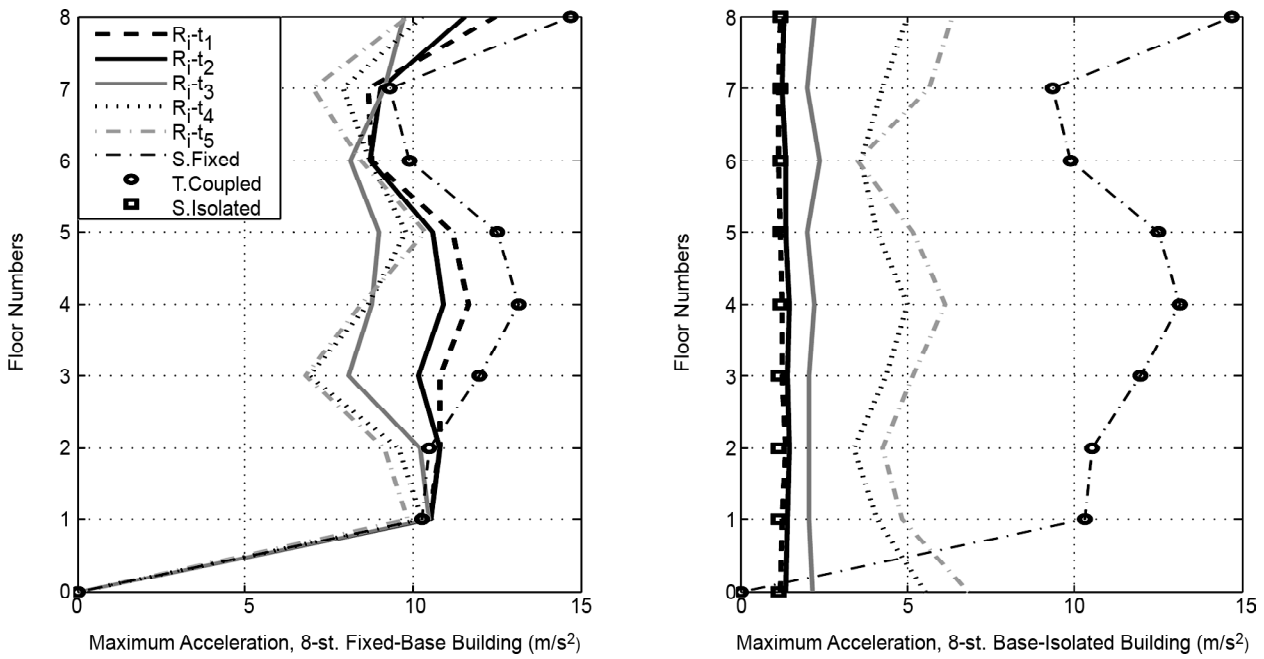 8
7
6
5
4
3
2
1
0
Floor Numbers
Ri-t1
Ri-t2
Ri-t3
Ri-t4
Ri-t5
S.Fixed
T.Coupled
S.Isolated
0
5
10
15
Maximum Acceleration, 8-st. Fixed-Base Building (m/s²)
8
7
6
5
4
3
2
1
0
Floor Numbers
0
5
10
15
Maximum Acceleration, 8-st. Base-Isolated Building (m/s²)